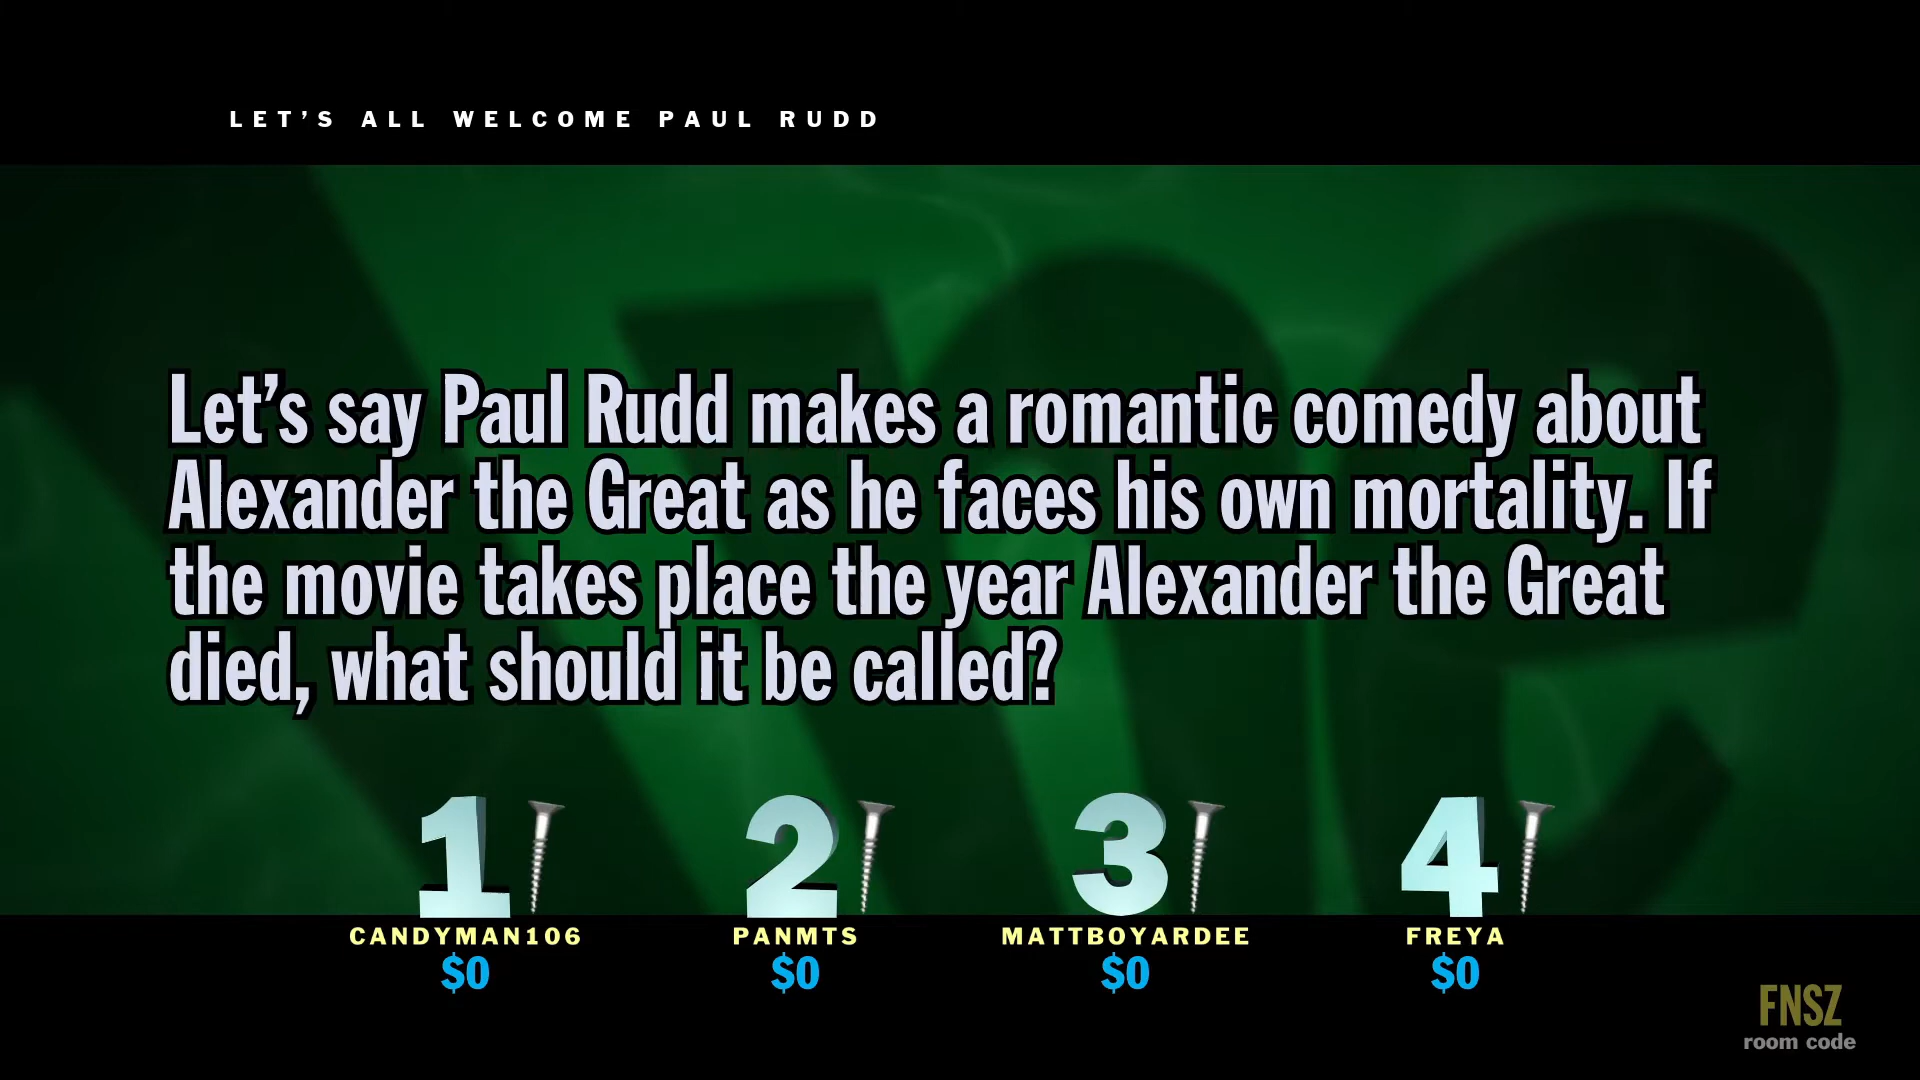 LET'S ALL WELCOME PAUL RUDD
Let's say Paul Rudd makes a romantic comedy about
Alexander the Great as he faces his own mortality. If
the movie takes place the year Alexander the Great
died, what should it be called?
1 2 3 4
CANDYMAN106 PANMTS MATTBOYARDEE FREYA
$0 $0 $0 $0
FNSZ
room code